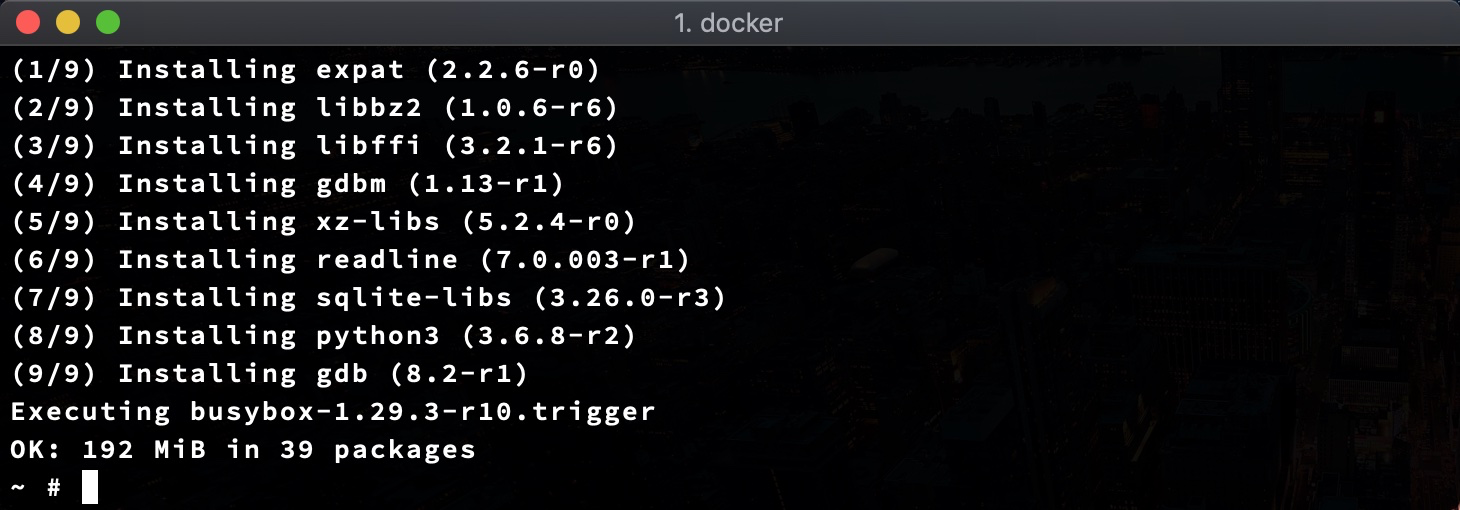 1. docker
(1/9) Installing expat (2.2.6-r0)
(2/9) Installing libbz2 (1.0.6-r6)
(3/9) Installing libffi (3.2.1-r6)
(4/9) Installing gdbm (1.13-r1)
(5/9) Installing xz-libs (5.2.4-r0)
(6/9) Installing readline (7.0.003-r1)
(7/9) Installing sqlite-libs (3.26.0-r3)
(8/9) Installing python3 (3.6.8-r2)
(9/9) Installing gdb (8.2-r1)
Executing busybox-1.29.3-r10.trigger
OK: 192 MiB in 39 packages
~ #